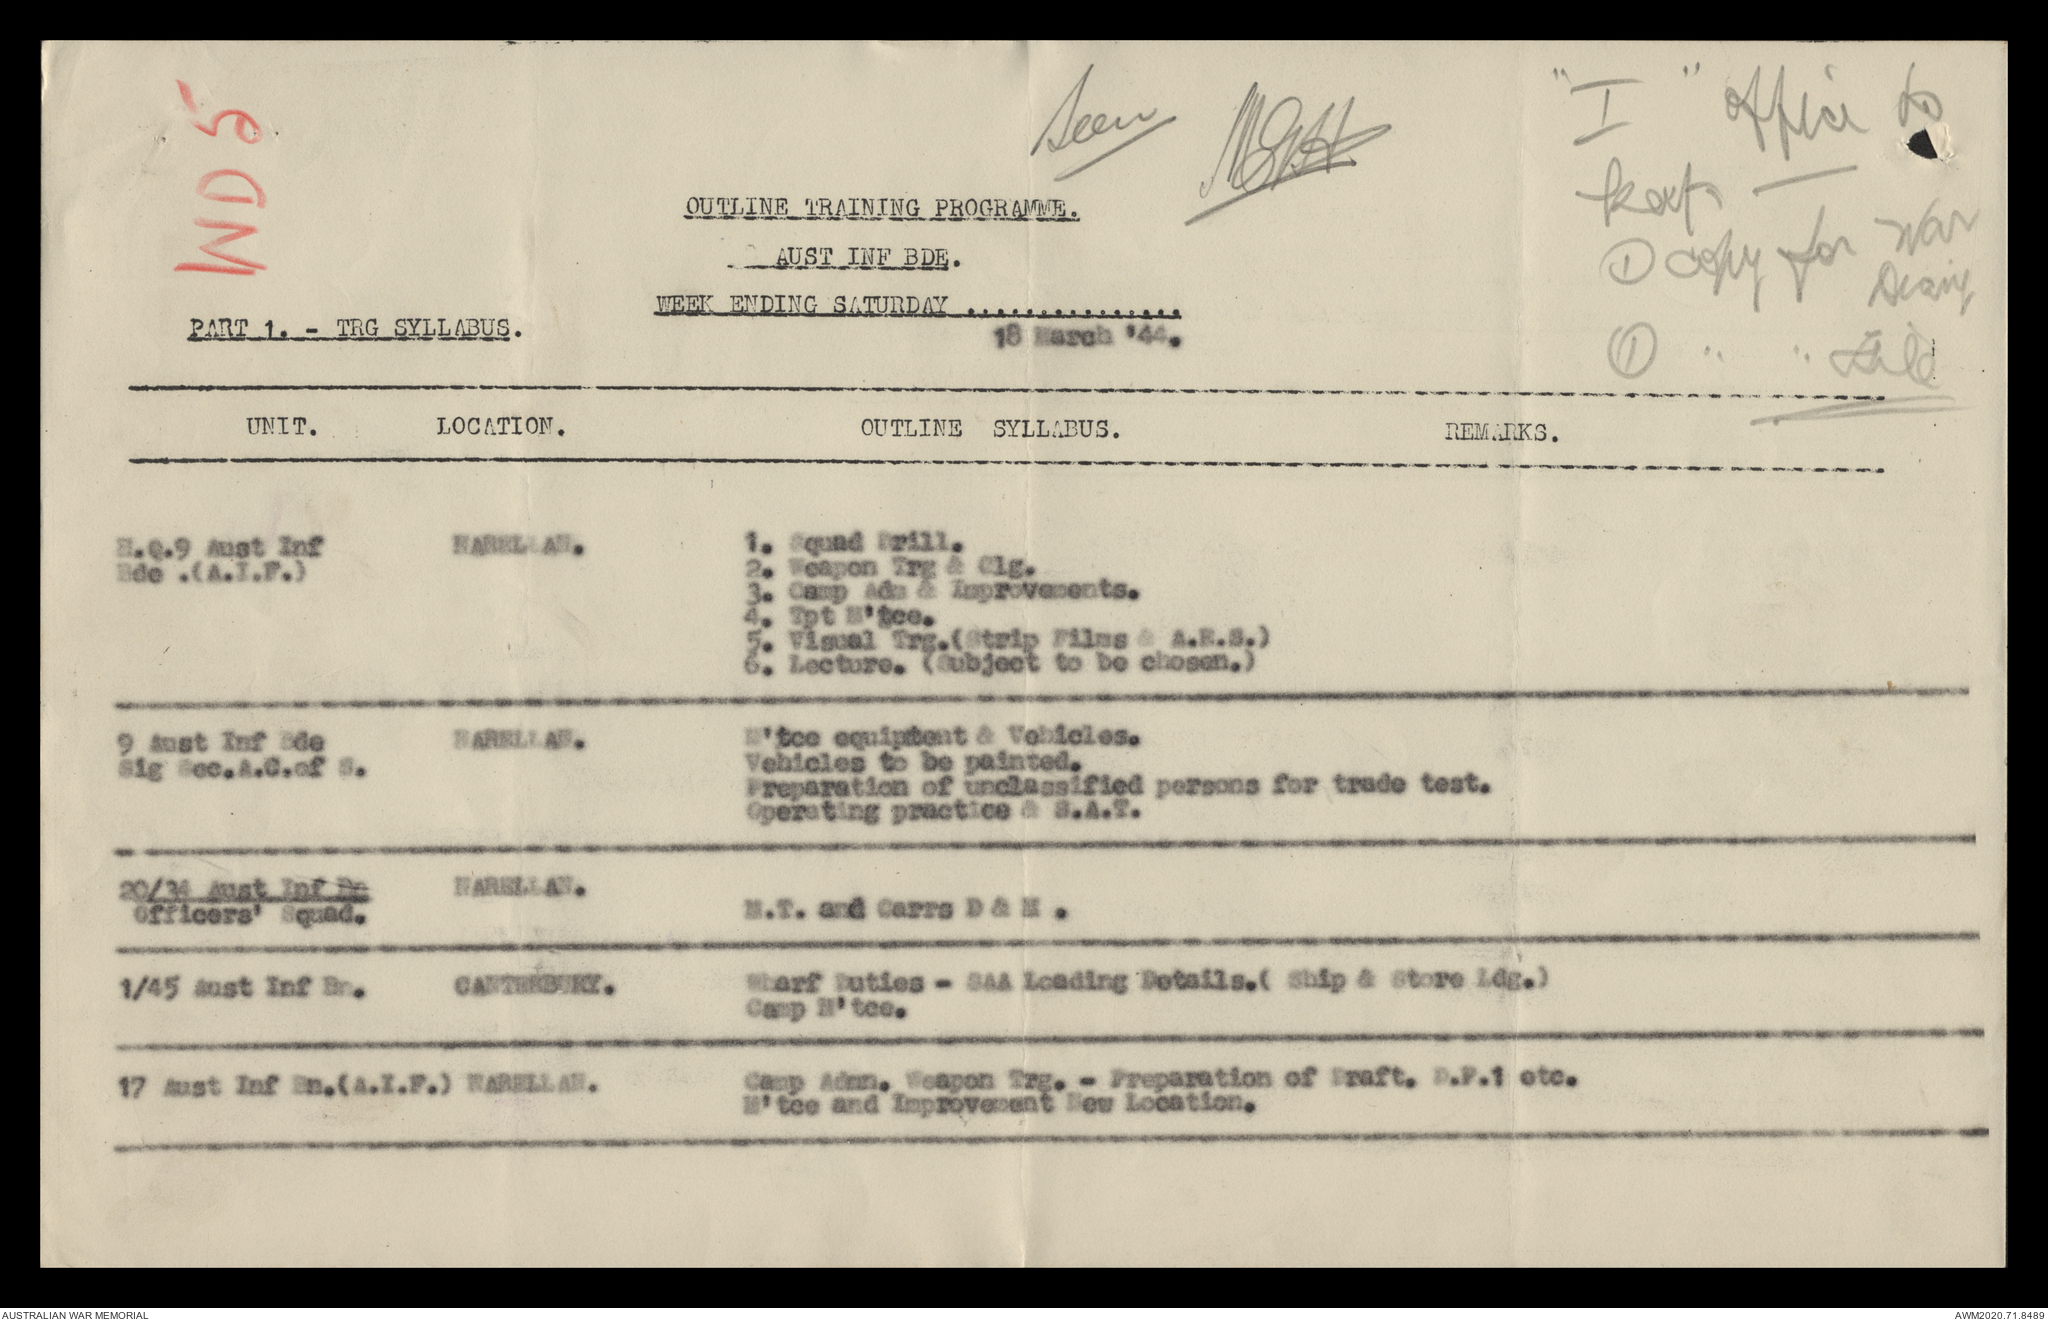 WD 5
Seen
"I" Office to
keep.
① copy for War
Diary
① " " File
OUTLINE TRAINING PROGRAMME.
AUST INF BDE.
WEEK ENDING SATURDAY ...............
18 March '44.
PART 1. - TRG SYLLABUS.
UNIT. LOCATION. OUTLINE SYLLABUS. REMARKS.
H.Q.9 Aust Inf NARELLAN. 1. Squad Drill.
Bde .(A.I.F.) 2. Weapon Trg & Clg.
3. Camp Adm & Improvements.
4. Tpt M'tce.
5. Visual Trg.(Strip Films & A.R.S.)
6. Lecture. (Subject to be chosen.)
9 Aust Inf Bde NARELLAN. M'tce equiptent & Vehicles.
Sig Sec.A.C.of S. Vehicles to be painted.
Preparation of unclassified persons for trade test.
Operating practice & S.A.T.
20/34 Aust Inf Bn NARELLAN.
Officers' Squad. M.T. and Carrs D & M .
1/45 Aust Inf Bn. CANTERBURY. Wharf Duties - SAA Loading Details.( Ship & Store Ldg.)
Camp M'tce.
17 Aust Inf Bn.(A.I.F.) NARELLAN. Camp Admn. Weapon Trg. - Preparation of Draft. D.P.1 etc.
M'tce and Improvement New Location.
AUSTRALIAN WAR MEMORIAL
AWM2020.71.8489